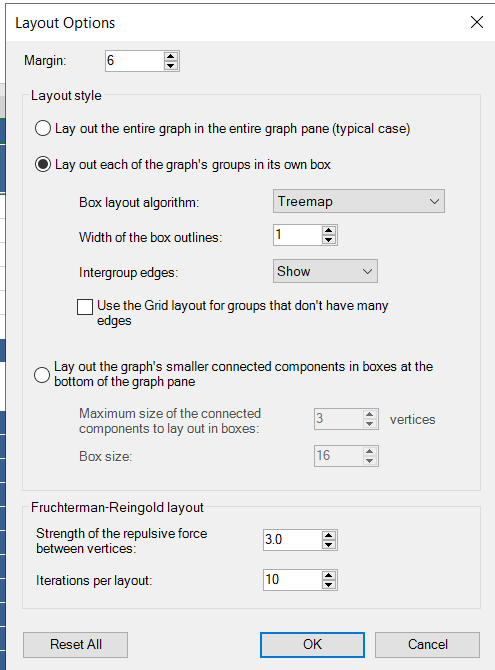 Layout Options
Margin: 6
Layout style
Lay out the entire graph in the entire graph pane (typical case)
Lay out each of the graph's groups in its own box
Box layout algorithm: Treemap
Width of the box outlines: 1
Intergroup edges: Show
Use the Grid layout for groups that don't have many
edges
Lay out the graph's smaller connected components in boxes at the
bottom of the graph pane
Maximum size of the connected
components to lay out in boxes: 3 vertices
Box size: 16
Fruchterman-Reingold layout
Strength of the repulsive force
between vertices: 3.0
Iterations per layout: 10
Reset All OK Cancel